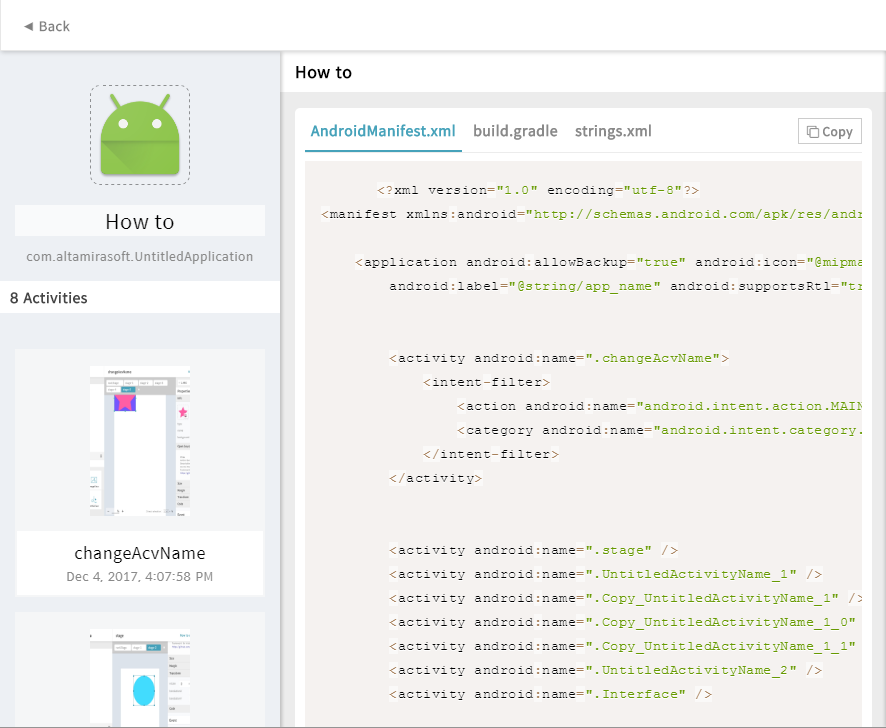 ◄ Back
How to
com.altamirasoft.UntitledApplication
8 Activities
changeAcvName
Dec 4, 2017, 4:07:58 PM
How to
AndroidManifest.xml build.gradle strings.xml Copy
<?xml version="1.0" encoding="utf-8"?>
<manifest xmlns:android="http://schemas.android.com/apk/res/andr
<application android:allowBackup="true" android:icon="@mipma
android:label="@string/app_name" android:supportsRtl="tr
<activity android:name=".changeAcvName">
<intent-filter>
<action android:name="android.intent.action.MAIN
<category android:name="android.intent.category.
</intent-filter>
</activity>
<activity android:name=".stage" />
<activity android:name=".UntitledActivityName_1" />
<activity android:name=".Copy_UntitledActivityName_1" />
<activity android:name=".Copy_UntitledActivityName_1_0"
<activity android:name=".Copy_UntitledActivityName_1_1"
<activity android:name=".UntitledActivityName_2" />
<activity android:name=".Interface" />